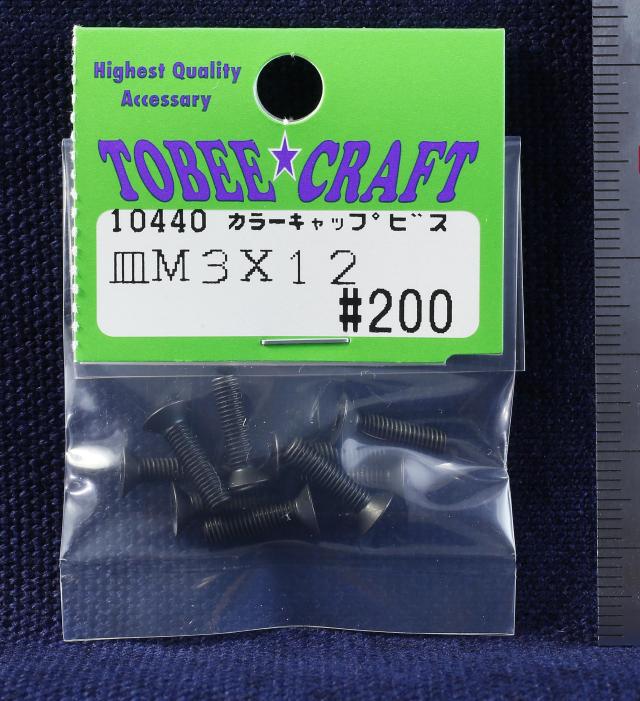 Highest Quality
Accessary
TOBEE★CRAFT
10440 カラーキャップビス
皿M3X12
#200